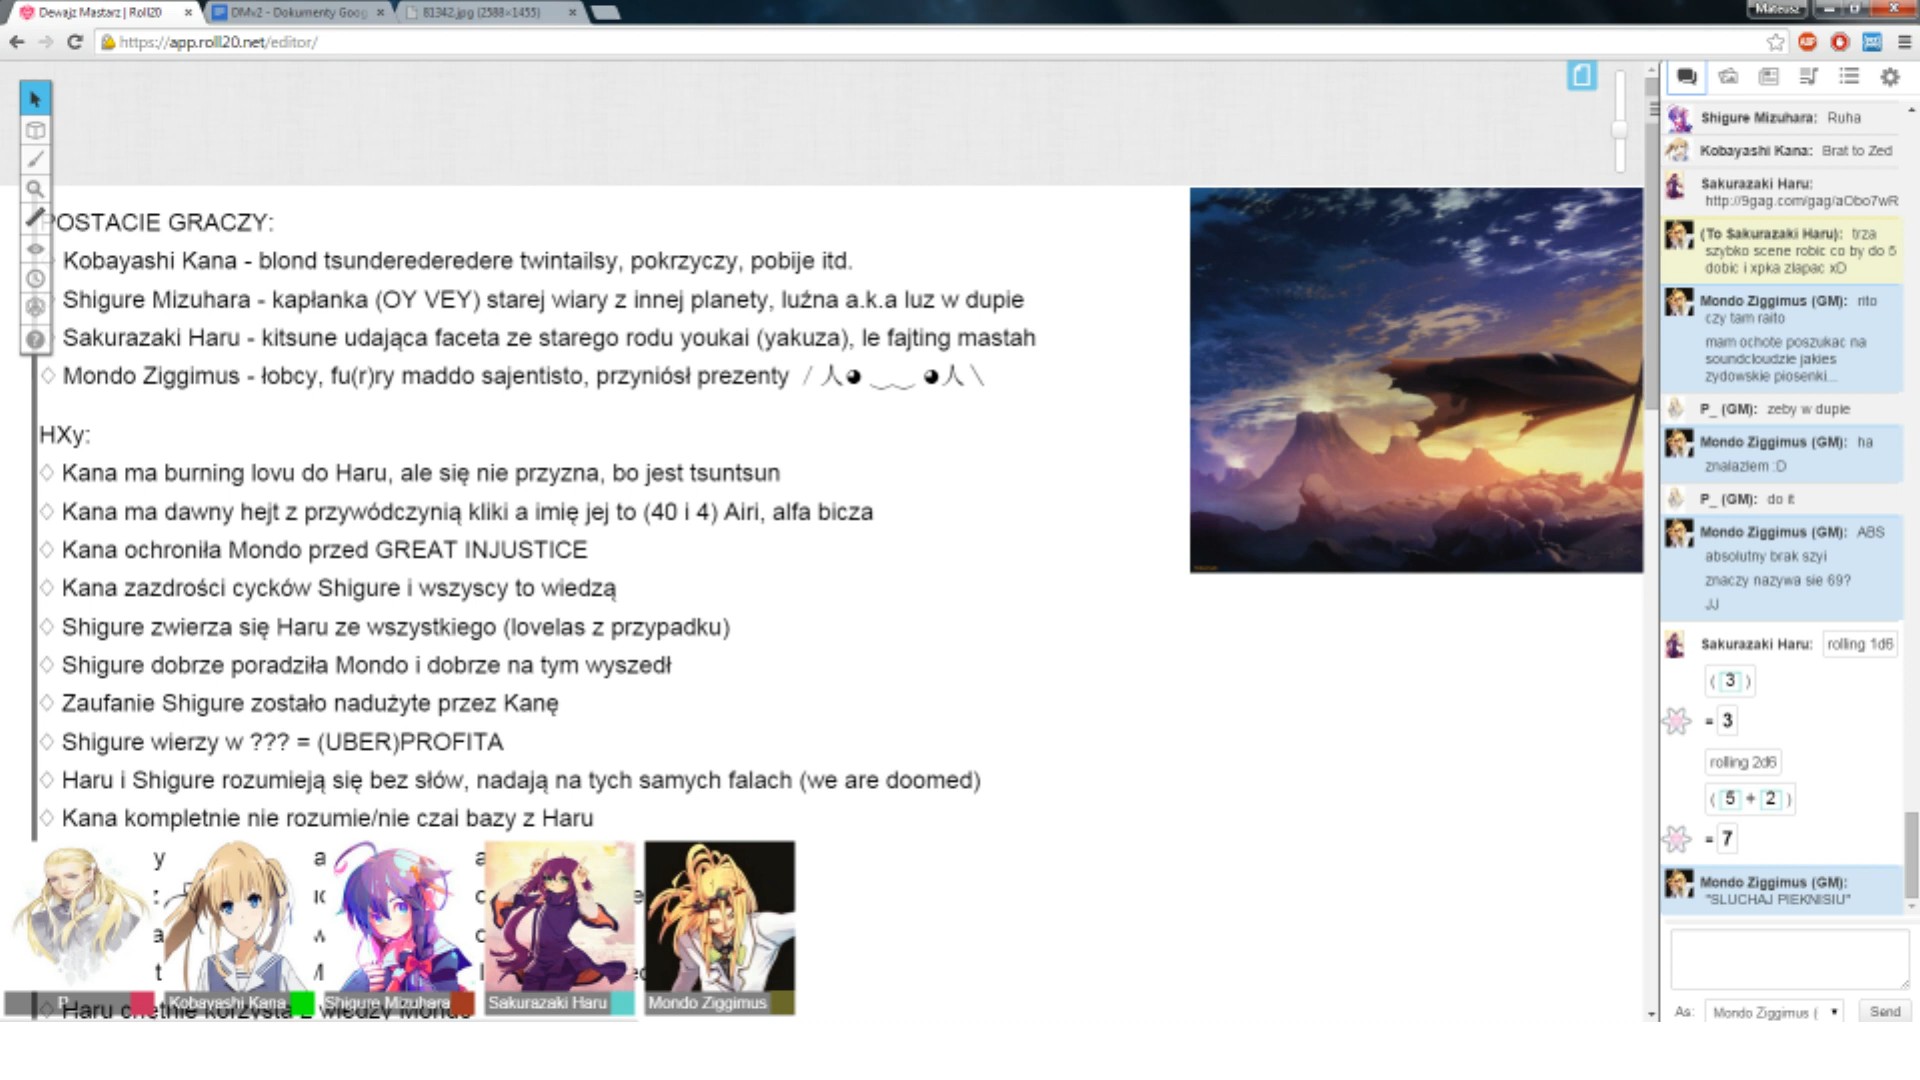 Dewajz Mastarz | Roll20
DMv2 - Dokumenty Goog
81342.jpg (2588×1455)
Mateusz
https://app.roll20.net/editor/
POSTACIE GRACZY:
◇ Kobayashi Kana - blond tsunderederedere twintailsy, pokrzyczy, pobije itd.
◇ Shigure Mizuhara - kapłanka (OY VEY) starej wiary z innej planety, luźna a.k.a luz w dupie
◇ Sakurazaki Haru - kitsune udająca faceta ze starego rodu youkai (yakuza), le fajting mastah
◇ Mondo Ziggimus - łobcy, fu(r)ry maddo sajentisto, przyniósł prezenty / 人◕ ‿‿ ◕人 \
HXy:
◇ Kana ma burning lovu do Haru, ale się nie przyzna, bo jest tsuntsun
◇ Kana ma dawny hejt z przywódczynią kliki a imię jej to (40 i 4) Airi, alfa bicza
◇ Kana ochroniła Mondo przed GREAT INJUSTICE
◇ Kana zazdrości cycków Shigure i wszyscy to wiedzą
◇ Shigure zwierza się Haru ze wszystkiego (lovelas z przypadku)
◇ Shigure dobrze poradziła Mondo i dobrze na tym wyszedł
◇ Zaufanie Shigure zostało nadużyte przez Kanę
◇ Shigure wierzy w ??? = (UBER)PROFITA
◇ Haru i Shigure rozumieją się bez słów, nadają na tych samych falach (we are doomed)
◇ Kana kompletnie nie rozumie/nie czai bazy z Haru
◇ Haru chętnie korzysta z wiedzy Mondo
Kobayashi Kana
Shigure Mizuhara
Sakurazaki Haru
Mondo Ziggimus
Shigure Mizuhara: Ruha
Kobayashi Kana: Brat to Zed
Sakurazaki Haru:
http://9gag.com/gag/aObo7wR
(To Sakurazaki Haru): trza
szybko scene robic co by do 5
dobic i xpka zlapac xD
Mondo Ziggimus (GM): rito
czy tam raito
mam ochote poszukac na
soundcloudzie jakies
zydowskie piosenki...
P_ (GM): zeby w dupie
Mondo Ziggimus (GM): ha
znalazlem :D
P_ (GM): do it
Mondo Ziggimus (GM): ABS
absolutny brak szyi
znaczy nazywa sie 69?
JJ
Sakurazaki Haru: rolling 1d6
( 3 )
= 3
rolling 2d6
( 5 + 2 )
= 7
Mondo Ziggimus (GM):
"SLUCHAJ PIEKNISIU"
As: Mondo Ziggimus (
Send